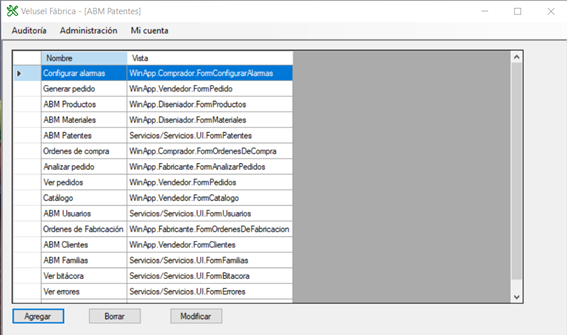 Velusel Fábrica - [ABM Patentes]
Auditoría Administración Mi cuenta
Nombre Vista
Configurar alarmas WinApp.Comprador.FormConfigurarAlarmas
Generar pedido WinApp.Vendedor.FormPedido
ABM Productos WinApp.Diseniador.FormProductos
ABM Materiales WinApp.Diseniador.FormMateriales
ABM Patentes Servicios/Servicios.UI.FormPatentes
Ordenes de compra WinApp.Comprador.FormOrdenesDeCompra
Analizar pedido WinApp.Fabricante.FormAnalizarPedidos
Ver pedidos WinApp.Vendedor.FormPedidos
Catálogo WinApp.Vendedor.FormCatalogo
ABM Usuarios Servicios/Servicios.UI.FormUsuarios
Ordenes de Fabricación WinApp.Fabricante.FormOrdenesDeFabricacion
ABM Clientes WinApp.Vendedor.FormClientes
ABM Familias Servicios/Servicios.UI.FormFamilias
Ver bitácora Servicios/Servicios.UI.FormBitacora
Ver errores Servicios/Servicios.UI.FormErrores
Agregar Borrar Modificar